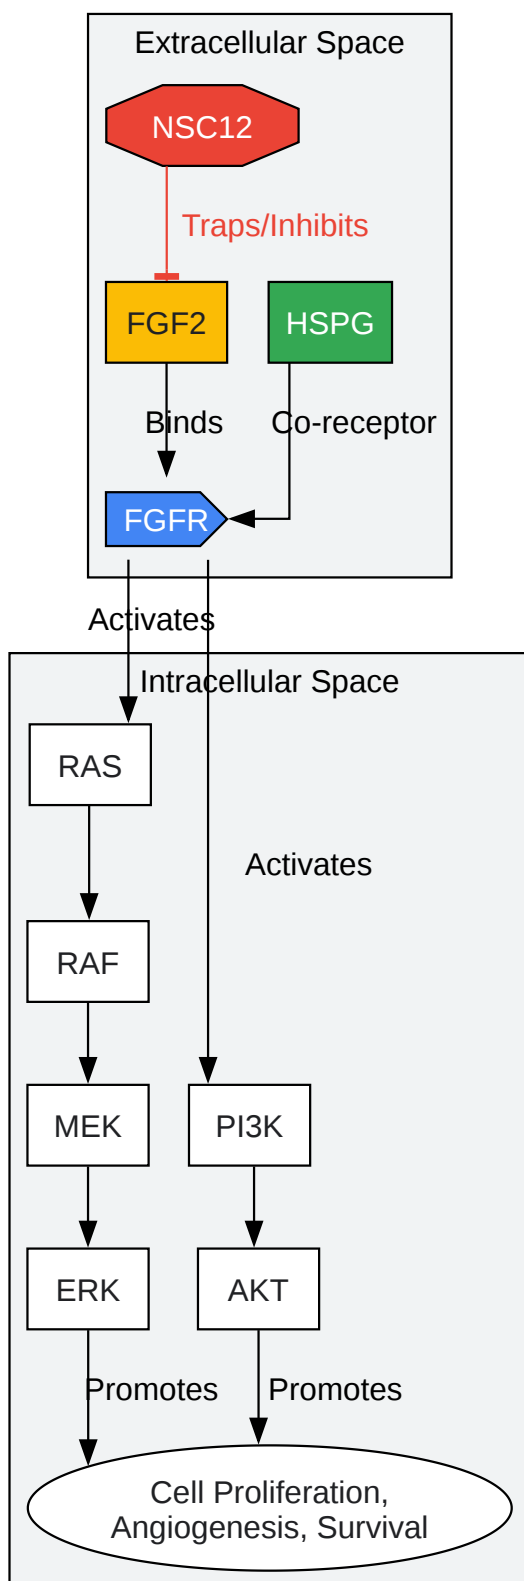 Extracellular Space
NSC12
Traps/Inhibits
FGF2
HSPG
Binds
Co-receptor
FGFR
Activates
Intracellular Space
RAS
Activates
RAF
MEK
PI3K
ERK
AKT
Promotes
Promotes
Cell Proliferation,
Angiogenesis, Survival